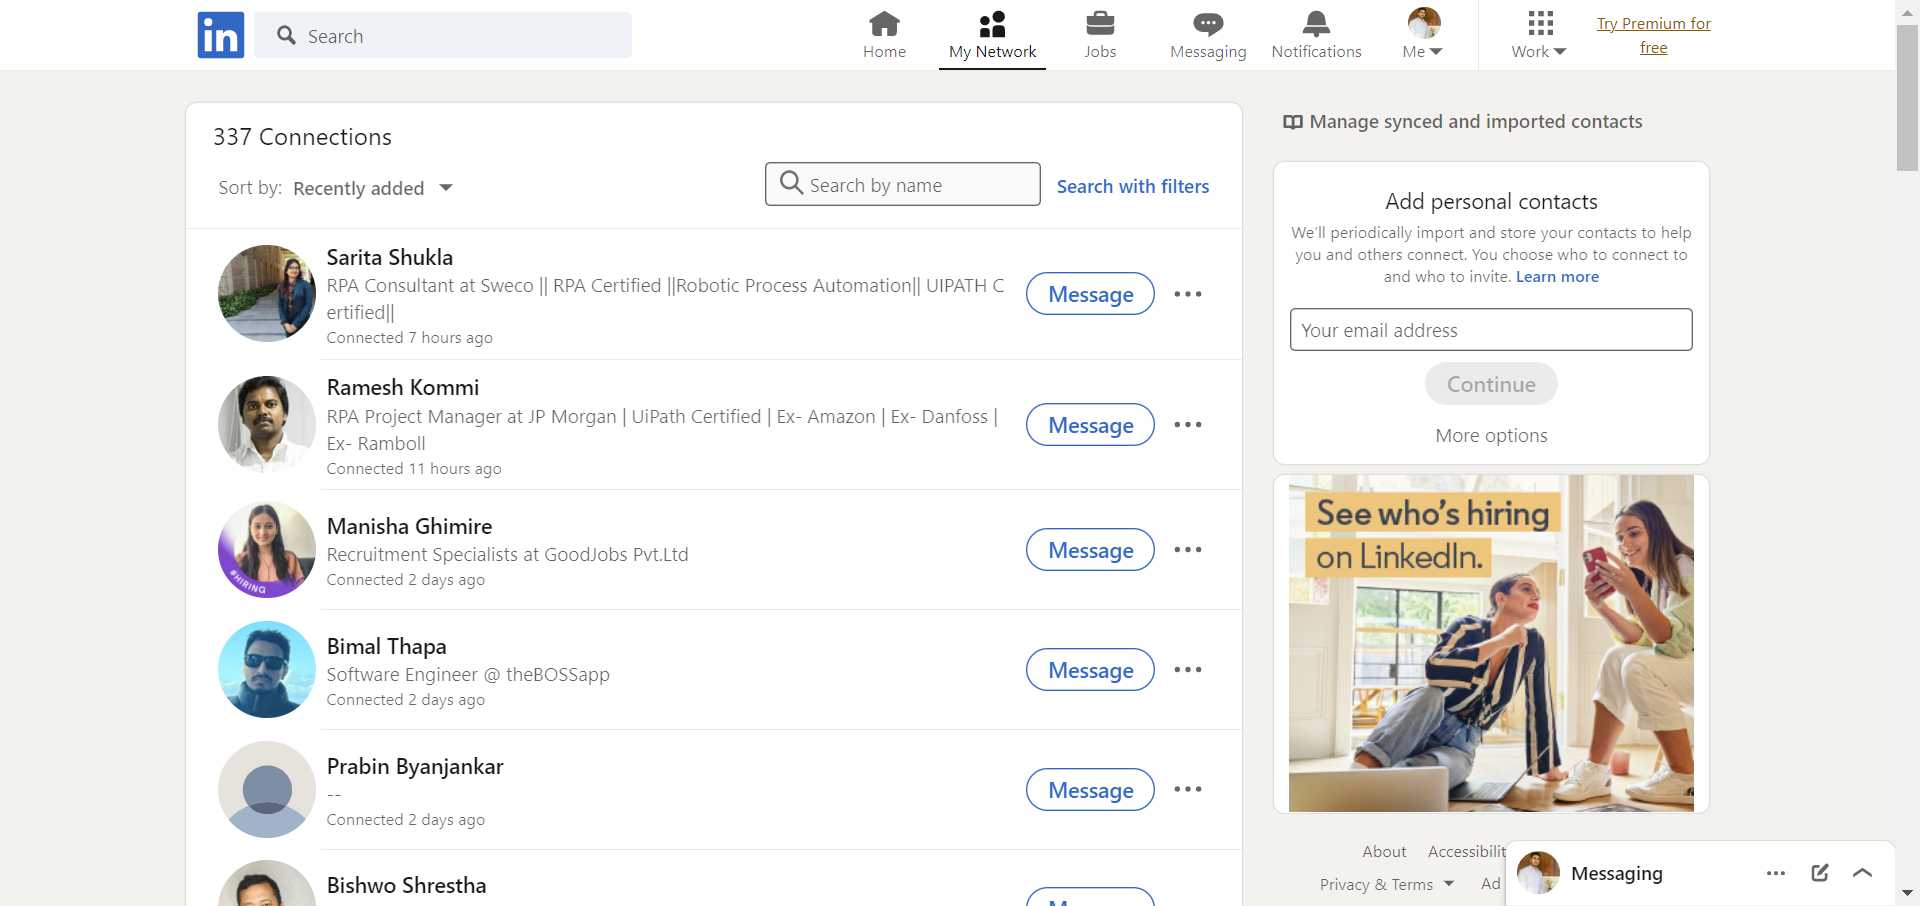 in
Search
Home
My Network
Jobs
Messaging
Notifications
Me
Work
Try Premium for
free
337 Connections
Sort by: Recently added
Search by name
Search with filters
Sarita Shukla
RPA Consultant at Sweco || RPA Certified ||Robotic Process Automation|| UIPATH C
ertified||
Connected 7 hours ago
Message
Ramesh Kommi
RPA Project Manager at JP Morgan | UiPath Certified | Ex- Amazon | Ex- Danfoss |
Ex- Ramboll
Connected 11 hours ago
Message
#HIRING
Manisha Ghimire
Recruitment Specialists at GoodJobs Pvt.Ltd
Connected 2 days ago
Message
Bimal Thapa
Software Engineer @ theBOSSapp
Connected 2 days ago
Message
Prabin Byanjankar
--
Connected 2 days ago
Message
Bishwo Shrestha
Message
Manage synced and imported contacts
Add personal contacts
We'll periodically import and store your contacts to help
you and others connect. You choose who to connect to
and who to invite. Learn more
Your email address
Continue
More options
See who's hiring
on LinkedIn.
About
Accessibilit
Privacy & Terms
Ad
Messaging